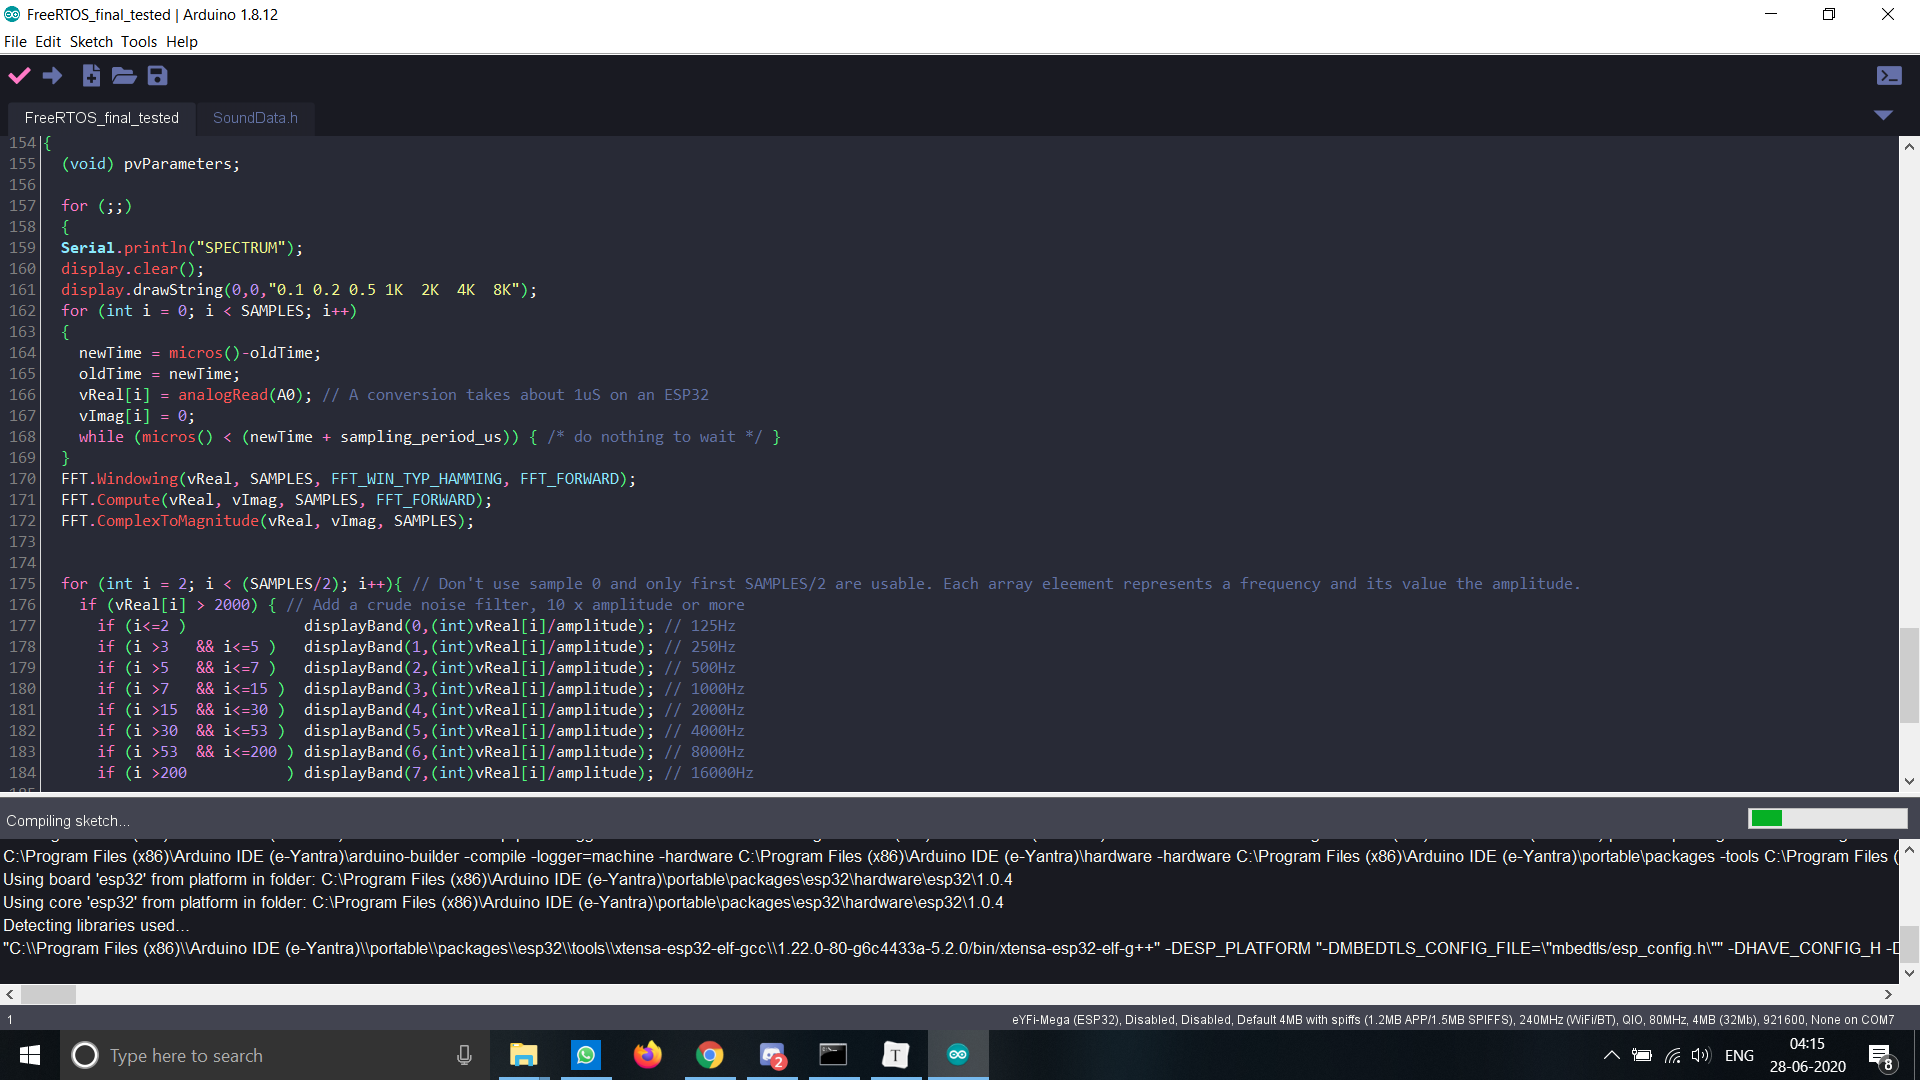 FreeRTOS_final_tested | Arduino 1.8.12
File Edit Sketch Tools Help
FreeRTOS_final_tested SoundData.h
154 {
155 (void) pvParameters;
156
157 for (;;)
158 {
159 Serial.println("SPECTRUM");
160 display.clear();
161 display.drawString(0,0,"0.1 0.2 0.5 1K  2K  4K  8K");
162 for (int i = 0; i < SAMPLES; i++)
163 {
164 newTime = micros()-oldTime;
165 oldTime = newTime;
166 vReal[i] = analogRead(A0); // A conversion takes about 1uS on an ESP32
167 vImag[i] = 0;
168 while (micros() < (newTime + sampling_period_us)) { /* do nothing to wait */ }
169 }
170 FFT.Windowing(vReal, SAMPLES, FFT_WIN_TYP_HAMMING, FFT_FORWARD);
171 FFT.Compute(vReal, vImag, SAMPLES, FFT_FORWARD);
172 FFT.ComplexToMagnitude(vReal, vImag, SAMPLES);
173
174
175 for (int i = 2; i < (SAMPLES/2); i++){ // Don't use sample 0 and only first SAMPLES/2 are usable. Each array eleement represents a frequency and its value the amplitude.
176 if (vReal[i] > 2000) { // Add a crude noise filter, 10 x amplitude or more
177 if (i<=2 )             displayBand(0,(int)vReal[i]/amplitude); // 125Hz
178 if (i >3   && i<=5 )   displayBand(1,(int)vReal[i]/amplitude); // 250Hz
179 if (i >5   && i<=7 )   displayBand(2,(int)vReal[i]/amplitude); // 500Hz
180 if (i >7   && i<=15 )  displayBand(3,(int)vReal[i]/amplitude); // 1000Hz
181 if (i >15  && i<=30 )  displayBand(4,(int)vReal[i]/amplitude); // 2000Hz
182 if (i >30  && i<=53 )  displayBand(5,(int)vReal[i]/amplitude); // 4000Hz
183 if (i >53  && i<=200 ) displayBand(6,(int)vReal[i]/amplitude); // 8000Hz
184 if (i >200           ) displayBand(7,(int)vReal[i]/amplitude); // 16000Hz
Compiling sketch...
C:\Program Files (x86)\Arduino IDE (e-Yantra)\arduino-builder -compile -logger=machine -hardware C:\Program Files (x86)\Arduino IDE (e-Yantra)\hardware -hardware C:\Program Files (x86)\Arduino IDE (e-Yantra)\portable\packages -tools C:\Program Files (
Using board 'esp32' from platform in folder: C:\Program Files (x86)\Arduino IDE (e-Yantra)\portable\packages\esp32\hardware\esp32\1.0.4
Using core 'esp32' from platform in folder: C:\Program Files (x86)\Arduino IDE (e-Yantra)\portable\packages\esp32\hardware\esp32\1.0.4
Detecting libraries used...
"C:\\Program Files (x86)\\Arduino IDE (e-Yantra)\\portable\\packages\\esp32\\tools\\xtensa-esp32-elf-gcc\\1.22.0-80-g6c4433a-5.2.0/bin/xtensa-esp32-elf-g++" -DESP_PLATFORM "-DMBEDTLS_CONFIG_FILE=\"mbedtls/esp_config.h\"" -DHAVE_CONFIG_H
1 eYFi-Mega (ESP32), Disabled, Disabled, Default 4MB with spiffs (1.2MB APP/1.5MB SPIFFS), 240MHz (WiFi/BT), QIO, 80MHz, 4MB (32Mb), 921600, None on COM7
Type here to search
2
T
ENG
04:15
28-06-2020
8